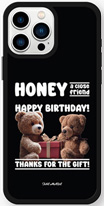 HONEY
a close
friend
HAPPY BIRTHDAY!
THANKS FOR THE GIFT!